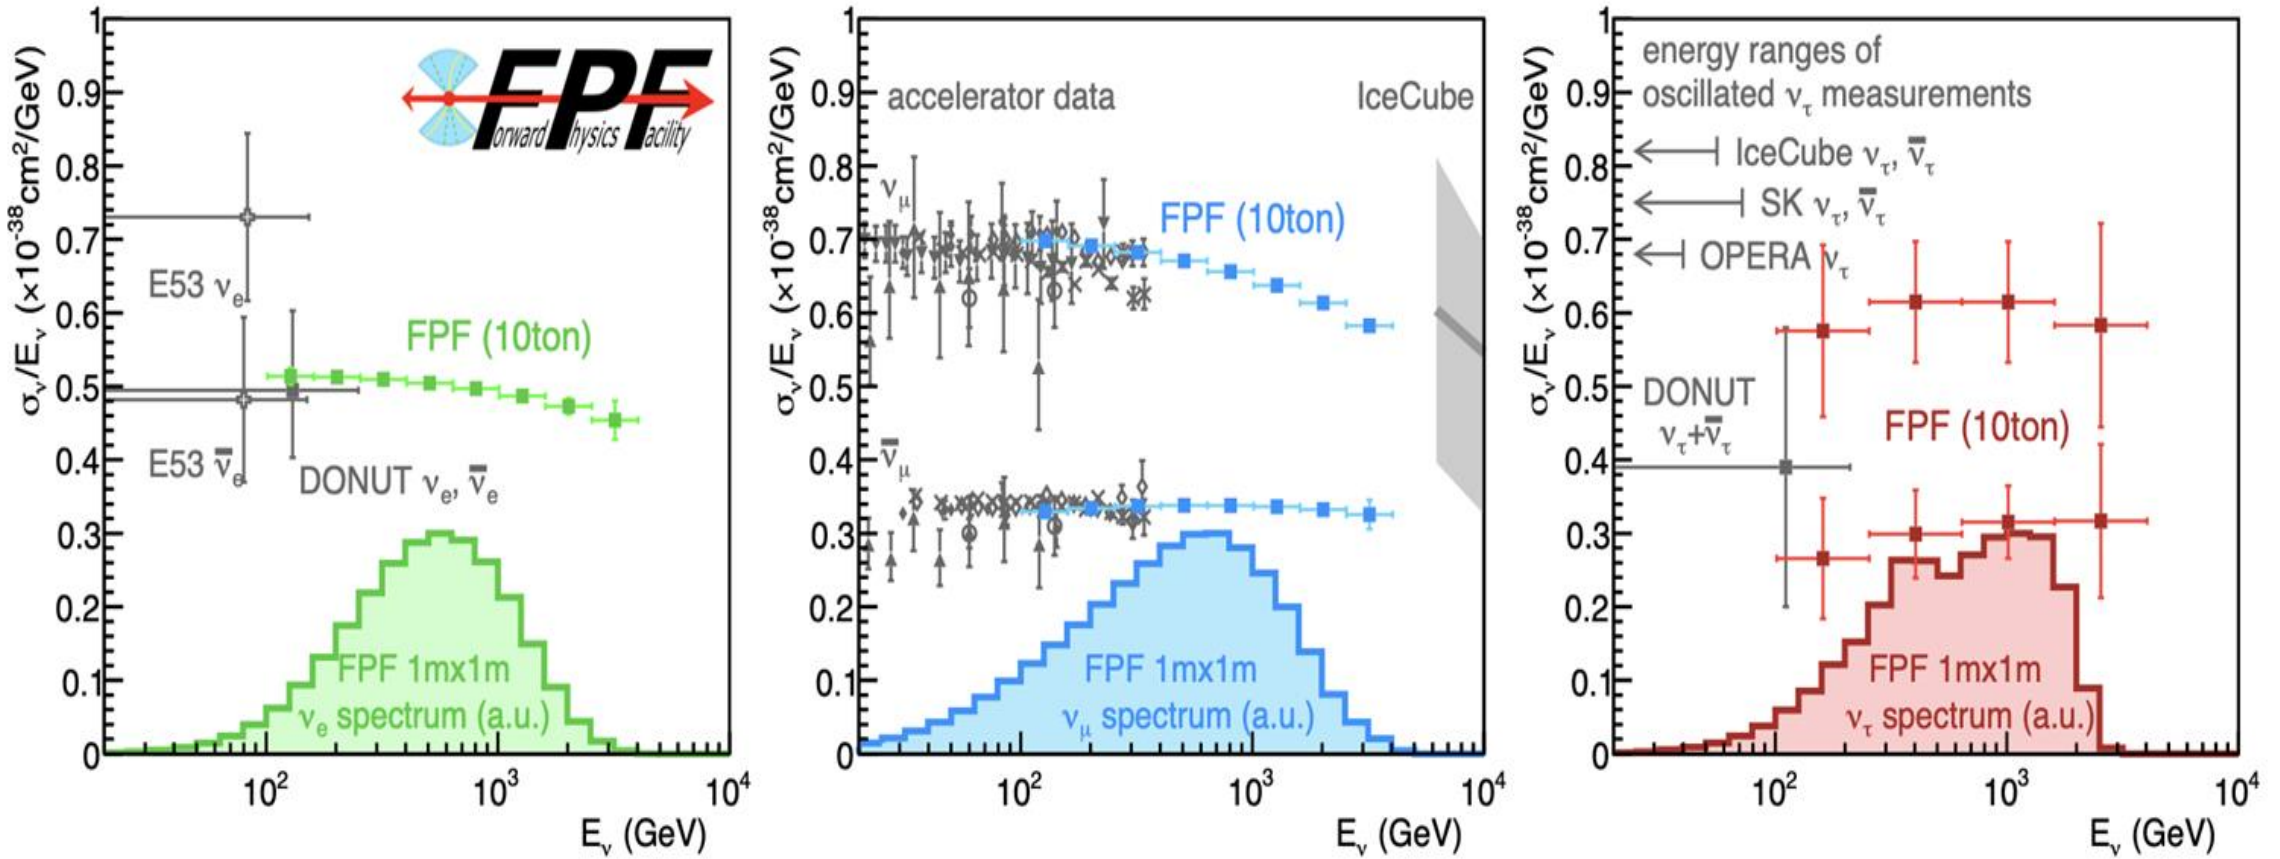 σν/Eν (×10-38cm2/GeV)
1
0.9
0.8
0.7
0.6
0.5
0.4
0.3
0.2
0.1
0
FPF
Forward Physics Facility
E53 νe
FPF (10ton)
E53 ν̅e
DONUT νe, ν̅e
FPF 1mx1m
νe spectrum (a.u.)
102
103
104
Eν (GeV)
σν/Eν (×10-38cm2/GeV)
1
0.9
0.8
0.7
0.6
0.5
0.4
0.3
0.2
0.1
0
accelerator data
IceCube
νμ
FPF (10ton)
ν̅μ
FPF 1mx1m
νμ spectrum (a.u.)
102
103
104
Eν (GeV)
σν/Eν (×10-38cm2/GeV)
1
0.9
0.8
0.7
0.6
0.5
0.4
0.3
0.2
0.1
0
energy ranges of
oscillated ντ measurements
IceCube ντ, ν̅τ
SK ντ, ν̅τ
OPERA ντ
DONUT
ντ+ν̅τ
FPF (10ton)
FPF 1mx1m
ντ spectrum (a.u.)
102
103
104
Eν (GeV)